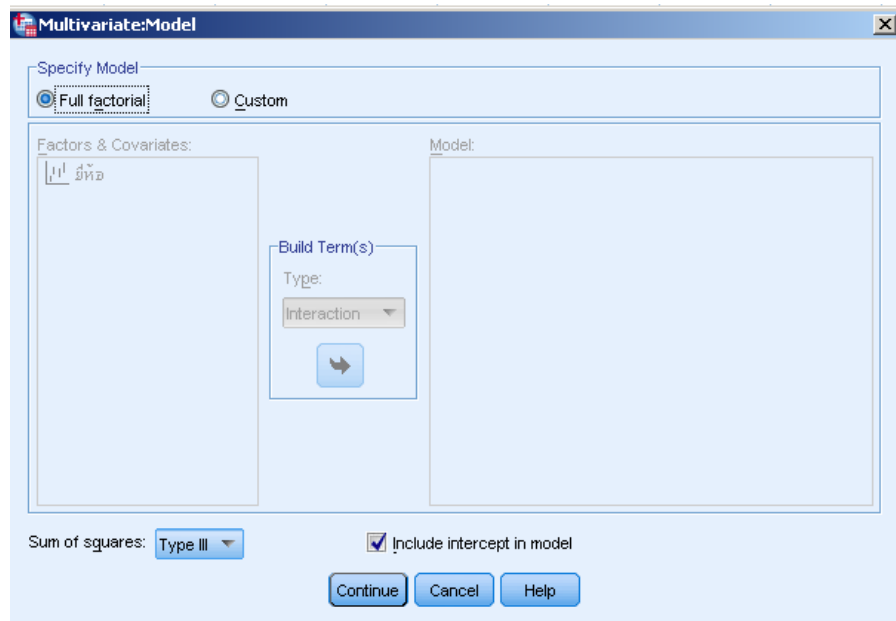 Multivariate:Model
Specify Model
Full factorial
Custom
Factors & Covariates:
Model:
ยี่ห้อ
Build Term(s)
Type:
Interaction
Sum of squares:
Type III
Include intercept in model
Continue
Cancel
Help